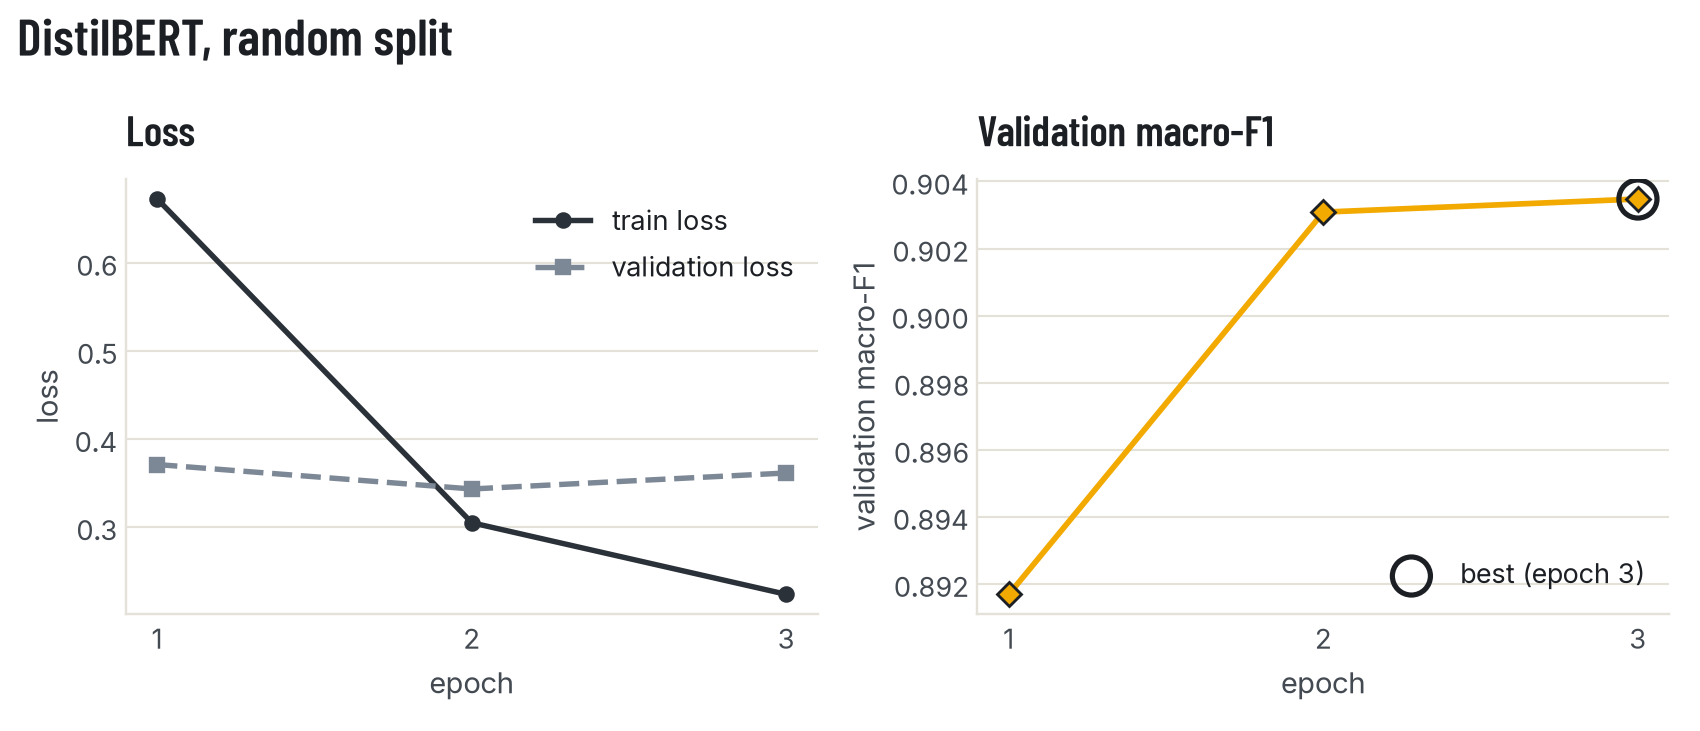 DistilBERT, random split
Loss
train loss
validation loss
0.6
0.5
0.4
0.3
loss
1 2 3
epoch
Validation macro-F1
0.904
0.902
0.900
0.898
0.896
0.894
0.892
validation macro-F1
best (epoch 3)
1 2 3
epoch